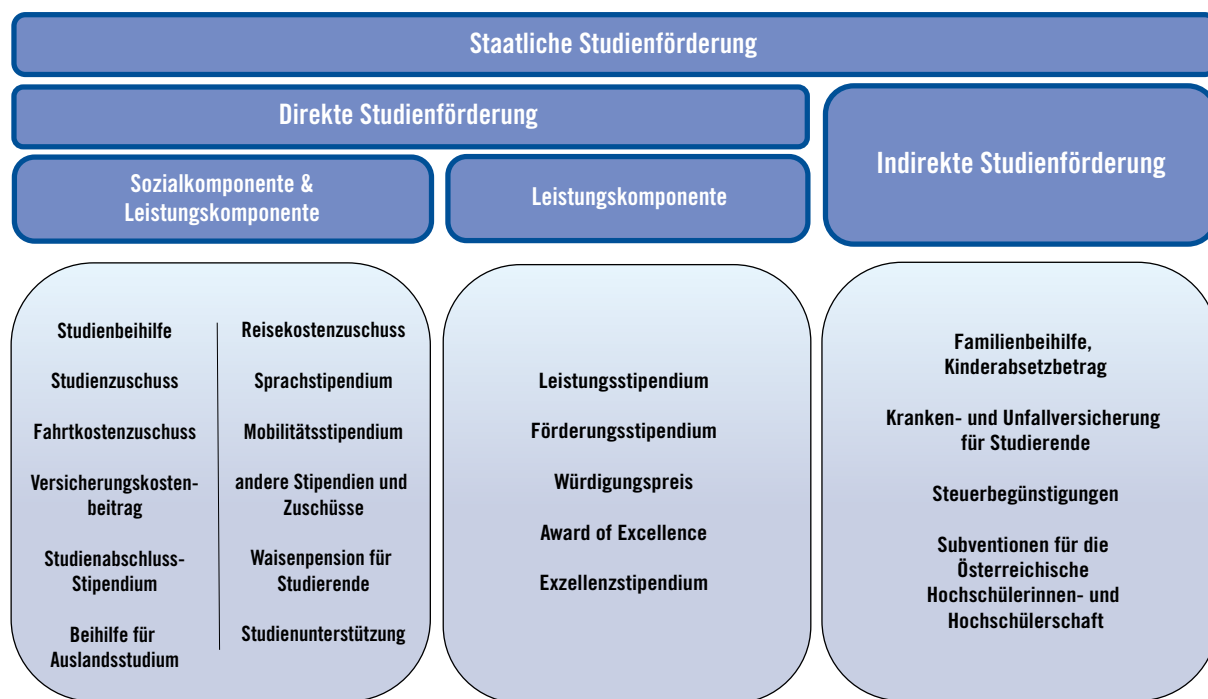 Staatliche Studienförderung
Direkte Studienförderung
Indirekte Studienförderung
Sozialkomponente &
Leistungskomponente
Leistungskomponente
Studienbeihilfe
Studienzuschuss
Fahrtkostenzuschuss
Versicherungskosten-
beitrag
Studienabschluss-
Stipendium
Beihilfe für
Auslandsstudium
Reisekostenzuschuss
Sprachstipendium
Mobilitätsstipendium
andere Stipendien und
Zuschüsse
Waisenpension für
Studierende
Studienunterstützung
Leistungsstipendium
Förderungsstipendium
Würdigungspreis
Award of Excellence
Exzellenzstipendium
Familienbeihilfe,
Kinderabsetzbetrag
Kranken- und Unfallversicherung
für Studierende
Steuerbegünstigungen
Subventionen für die
Österreichische
Hochschülerinnen- und
Hochschülerschaft